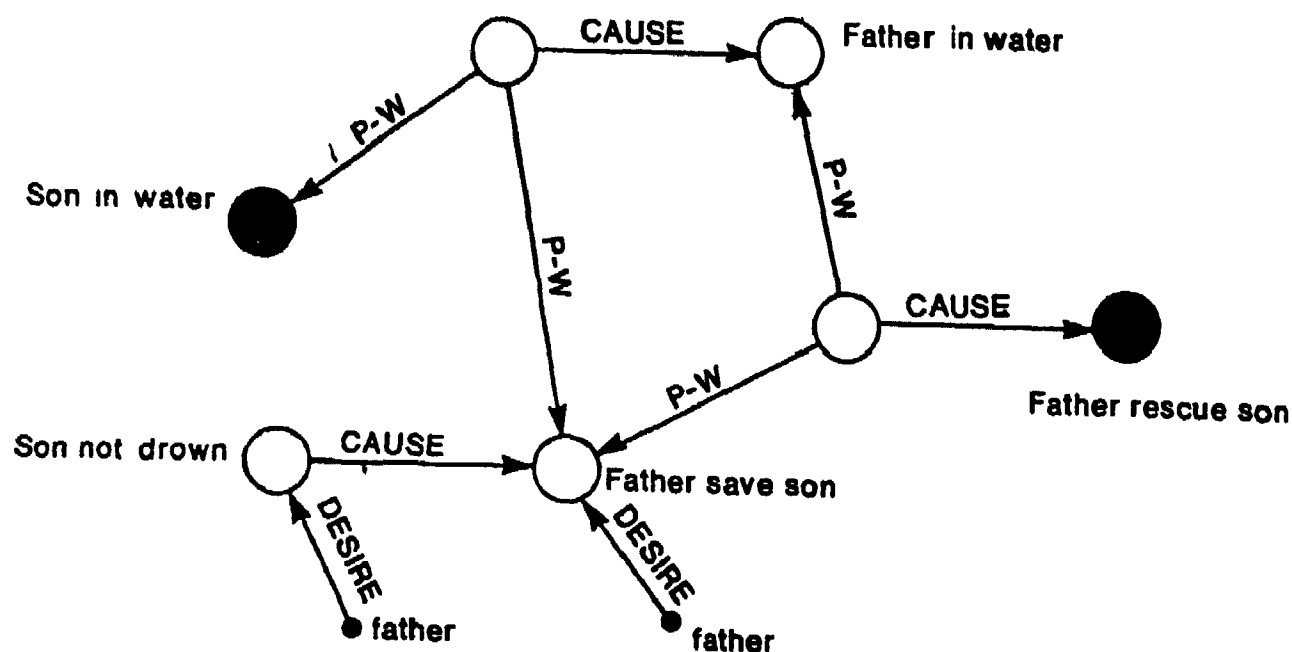 CAUSE
Father in water
P-W
Son in water
P-W
P-W
CAUSE
P-W
Father rescue son
Son not drown
CAUSE
Father save son
DESIRE
DESIRE
father
father